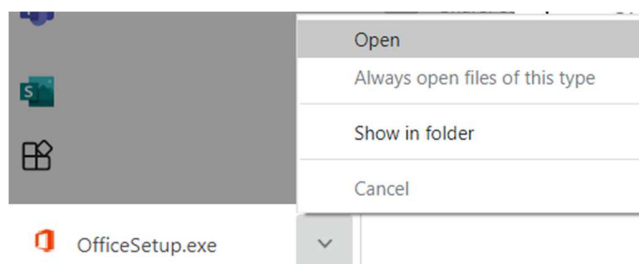 Open
Always open files of this type
Show in folder
Cancel
S
OfficeSetup.exe